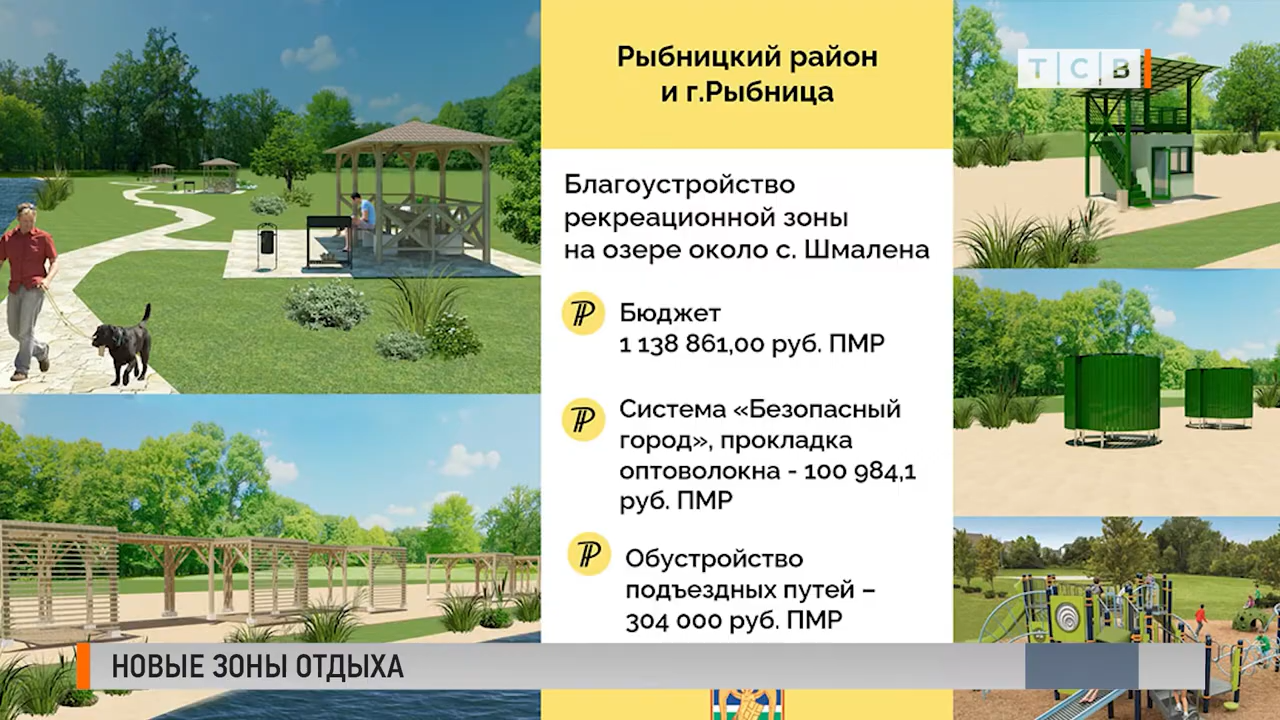 Рыбницкий район
и г.Рыбница
ТСВ
Благоустройство
рекреационной зоны
на озере около с. Шмалена
Бюджет
1 138 861,00 руб. ПМР
Система «Безопасный
город», прокладка
оптоволокна - 100 984,1
руб. ПМР
Обустройство
подъездных путей –
304 000 руб. ПМР
НОВЫЕ ЗОНЫ ОТДЫХА